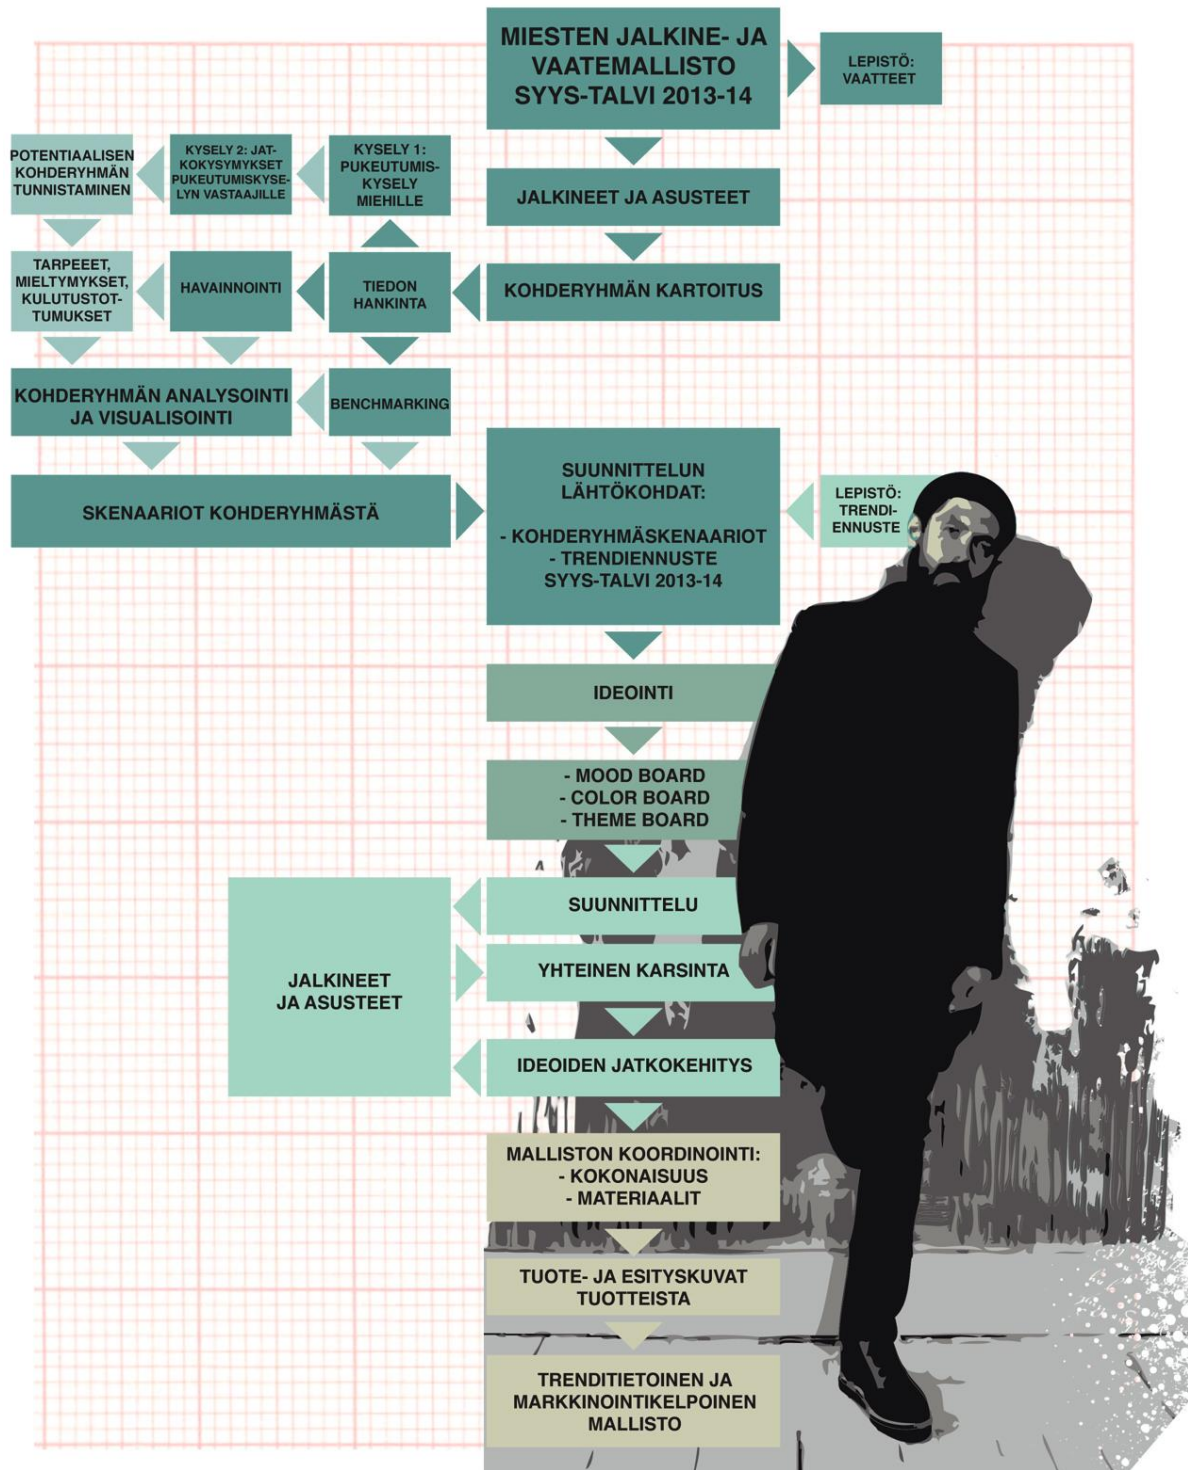 MIESTEN JALKINE- JA
VAATEMALLISTO
SYYS-TALVI 2013-14
LEPISTÖ:
VAATTEET
JALKINEET JA ASUSTEET
KOHDERYHMÄN KARTOITUS
TIEDON
HANKINTA
KYSELY 1:
PUKEUTUMIS-
KYSELY
MIEHILLE
KYSELY 2: JAT-
KOKYSYMYKSET
PUKEUTUMISKYSE-
LYN VASTAAJILLE
POTENTIAALISEN
KOHDERYHMÄN
TUNNISTAMINEN
TARPEEET,
MIELTYMYKSET,
KULUTUSTOT-
TUMUKSET
HAVAINNOINTI
BENCHMARKING
KOHDERYHMÄN ANALYSOINTI
JA VISUALISOINTI
SKENAARIOT KOHDERYHMÄSTÄ
SUUNNITTELUN
LÄHTÖKOHDAT:
- KOHDERYHMÄSKENAARIOT
- TRENDIENNUSTE
SYYS-TALVI 2013-14
LEPISTÖ:
TRENDI-
ENNUSTE
IDEOINTI
- MOOD BOARD
- COLOR BOARD
- THEME BOARD
SUUNNITTELU
YHTEINEN KARSINTA
IDEOIDEN JATKOKEHITYS
JALKINEET
JA ASUSTEET
MALLISTON KOORDINOINTI:
- KOKONAISUUS
- MATERIAALIT
TUOTE- JA ESITYSKUVAT
TUOTTEISTA
TRENDITIETOINEN JA
MARKKINOINTIKELPOINEN
MALLISTO